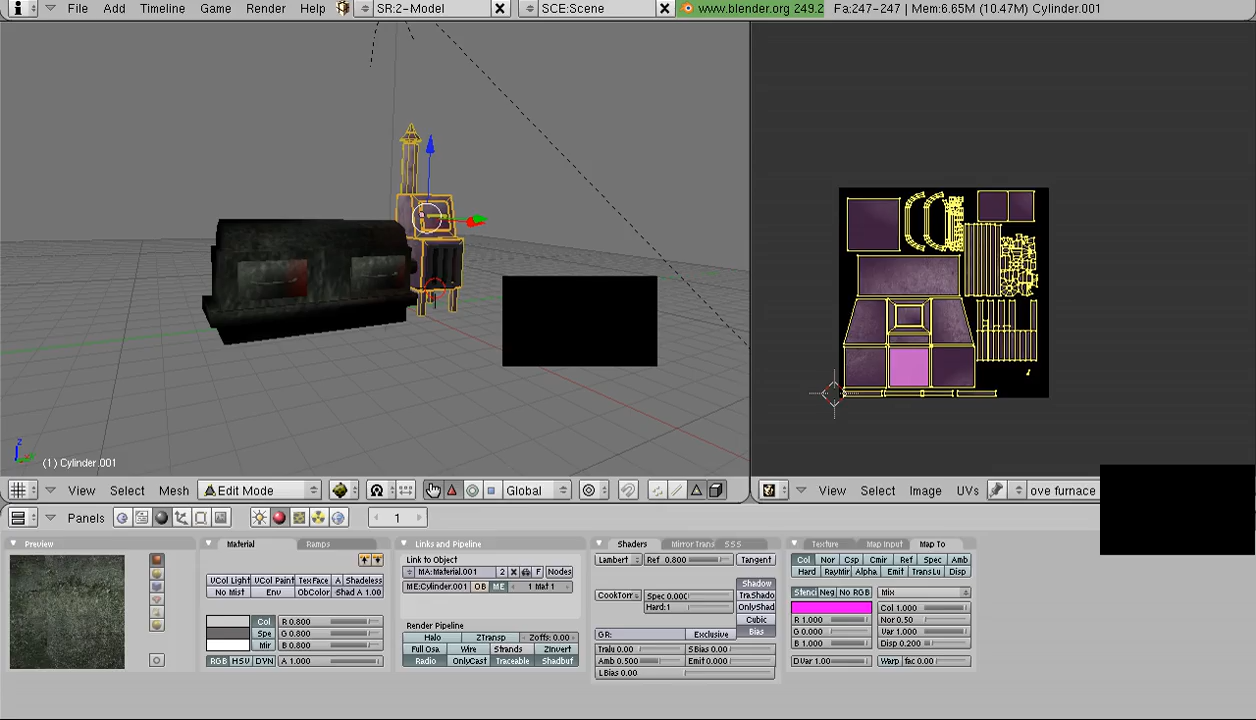 File Add Timeline Game Render Help SR:2-Model SCE:Scene www.blender.org 249.2 Fa:247-247 | Mem:6.65M (10.47M) Cylinder.001
z
(1) Cylinder.001
View Select Mesh Edit Mode Global View Select Image UVs ove furnace
Panels 1
Preview Material Ramps Links and Pipeline Shaders Mirror Trans SSS Texture Map Input Map To
Link to Object Lambert Ref 0.800 Tangent Col Nor Csp Cmir Ref Spec Amb
MA:Material.001 2 X F Nodes Hard RayMir Alpha Emit TransLu Disp
VCol Light VCol Paint TexFace A Shadeless ME:Cylinder.001 OB ME 1 Mat 1 Shadow
No Mist Env ObColor Shad A 1.00 CookTorr Spec 0.000 TraShado Stenci Neg No RGB Mix
Hard:1 OnlyShad Col 1.000
Col R 0.800 Render Pipeline Cubic R 1.000 Nor 0.50
Spe G 0.800 Halo ZTransp Zoffs: 0.00 GR: Exclusive Bias G 0.000 Var 1.000
Mir B 0.800 Full Osa Wire Strands ZInvert Tralu 0.00 SBias 0.00 B 1.000 Disp 0.200
RGB HSV DYN A 1.000 Radio OnlyCast Traceable Shadbuf Amb 0.500 Emit 0.000 DVar 1.00 Warp fac 0.00
LBias 0.00